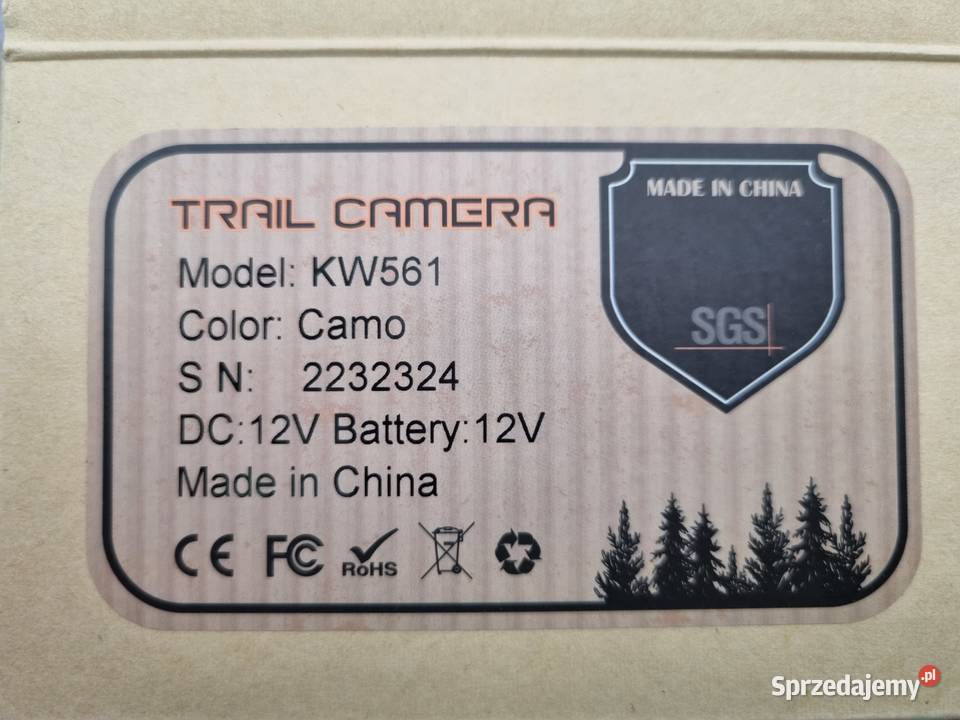 TRAIL CAMERA
MADE IN CHINA
Model: KW561
Color: Camo
SGS
S N: 2232324
DC:12V Battery:12V
Made in China
CE FC RoHS
Sprzedajemy.pl